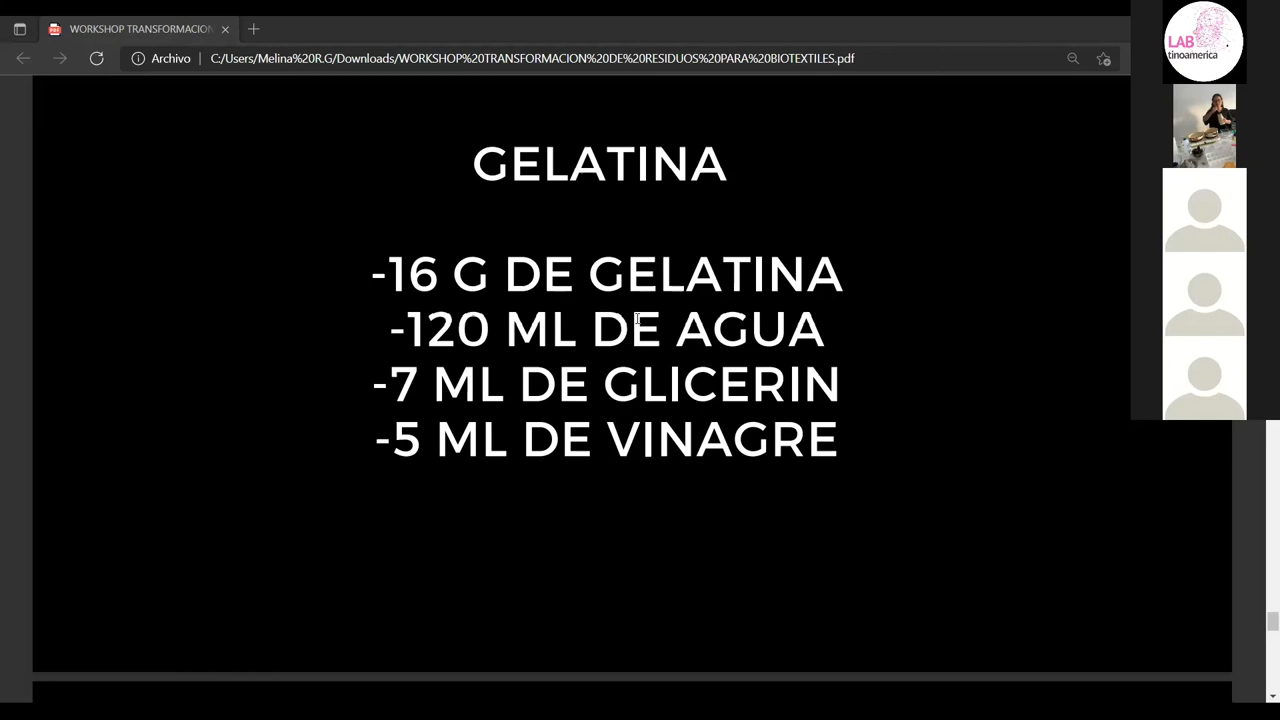 WORKSHOP TRANSFORMACION
Archivo
C:/Users/Melina%20R.G/Downloads/WORKSHOP%20TRANSFORMACION%20DE%20RESIDUOS%20PARA%20BIOTEXTILES.pdf
LAB
tinoamerica
GELATINA
-16 G DE GELATINA
-120 ML DE AGUA
-7 ML DE GLICERIN
-5 ML DE VINAGRE